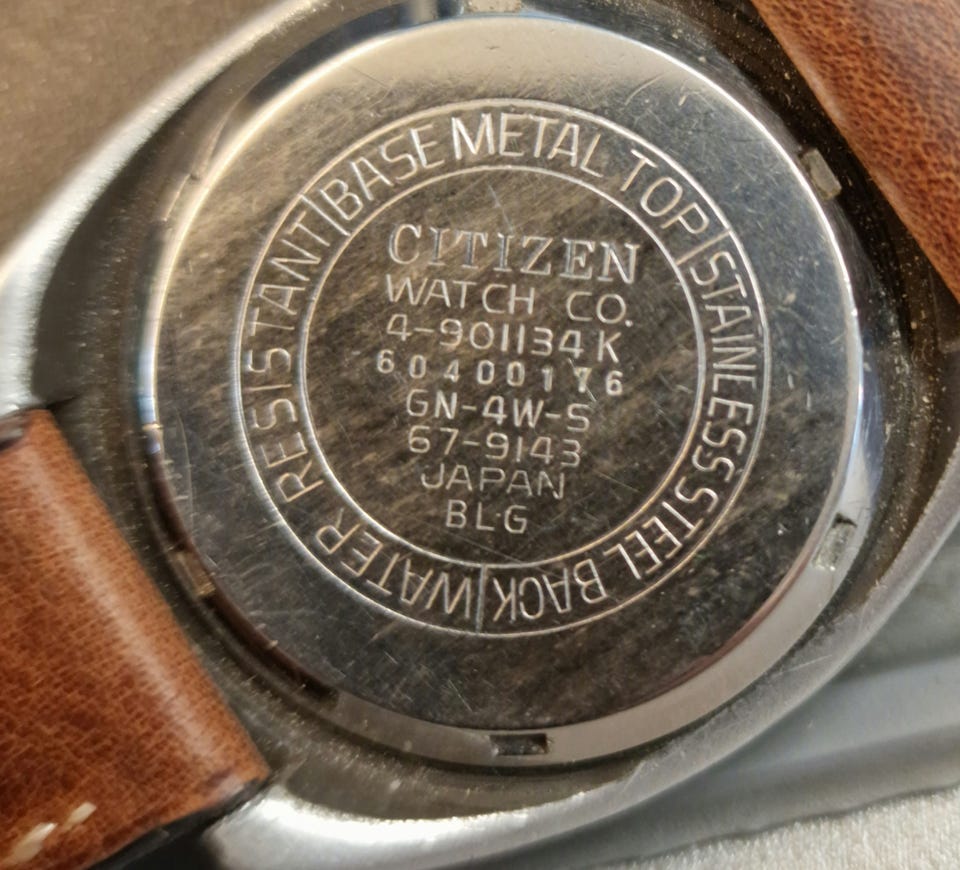 BASE METAL TOP
STAINLESS STEEL BACK
WATER RESISTANT
CITIZEN
WATCH CO.
4-901134 K
60400176
GN-4W-S
67-9143
JAPAN
BLG